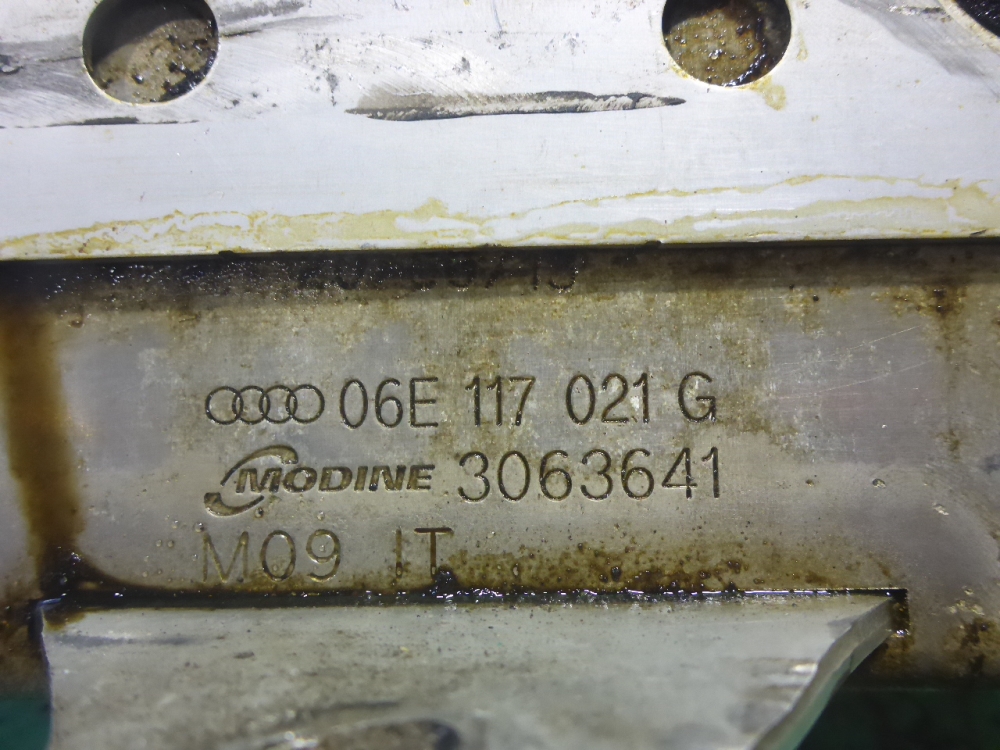 06E 117 021 G
MODINE 3063641
M09 IT